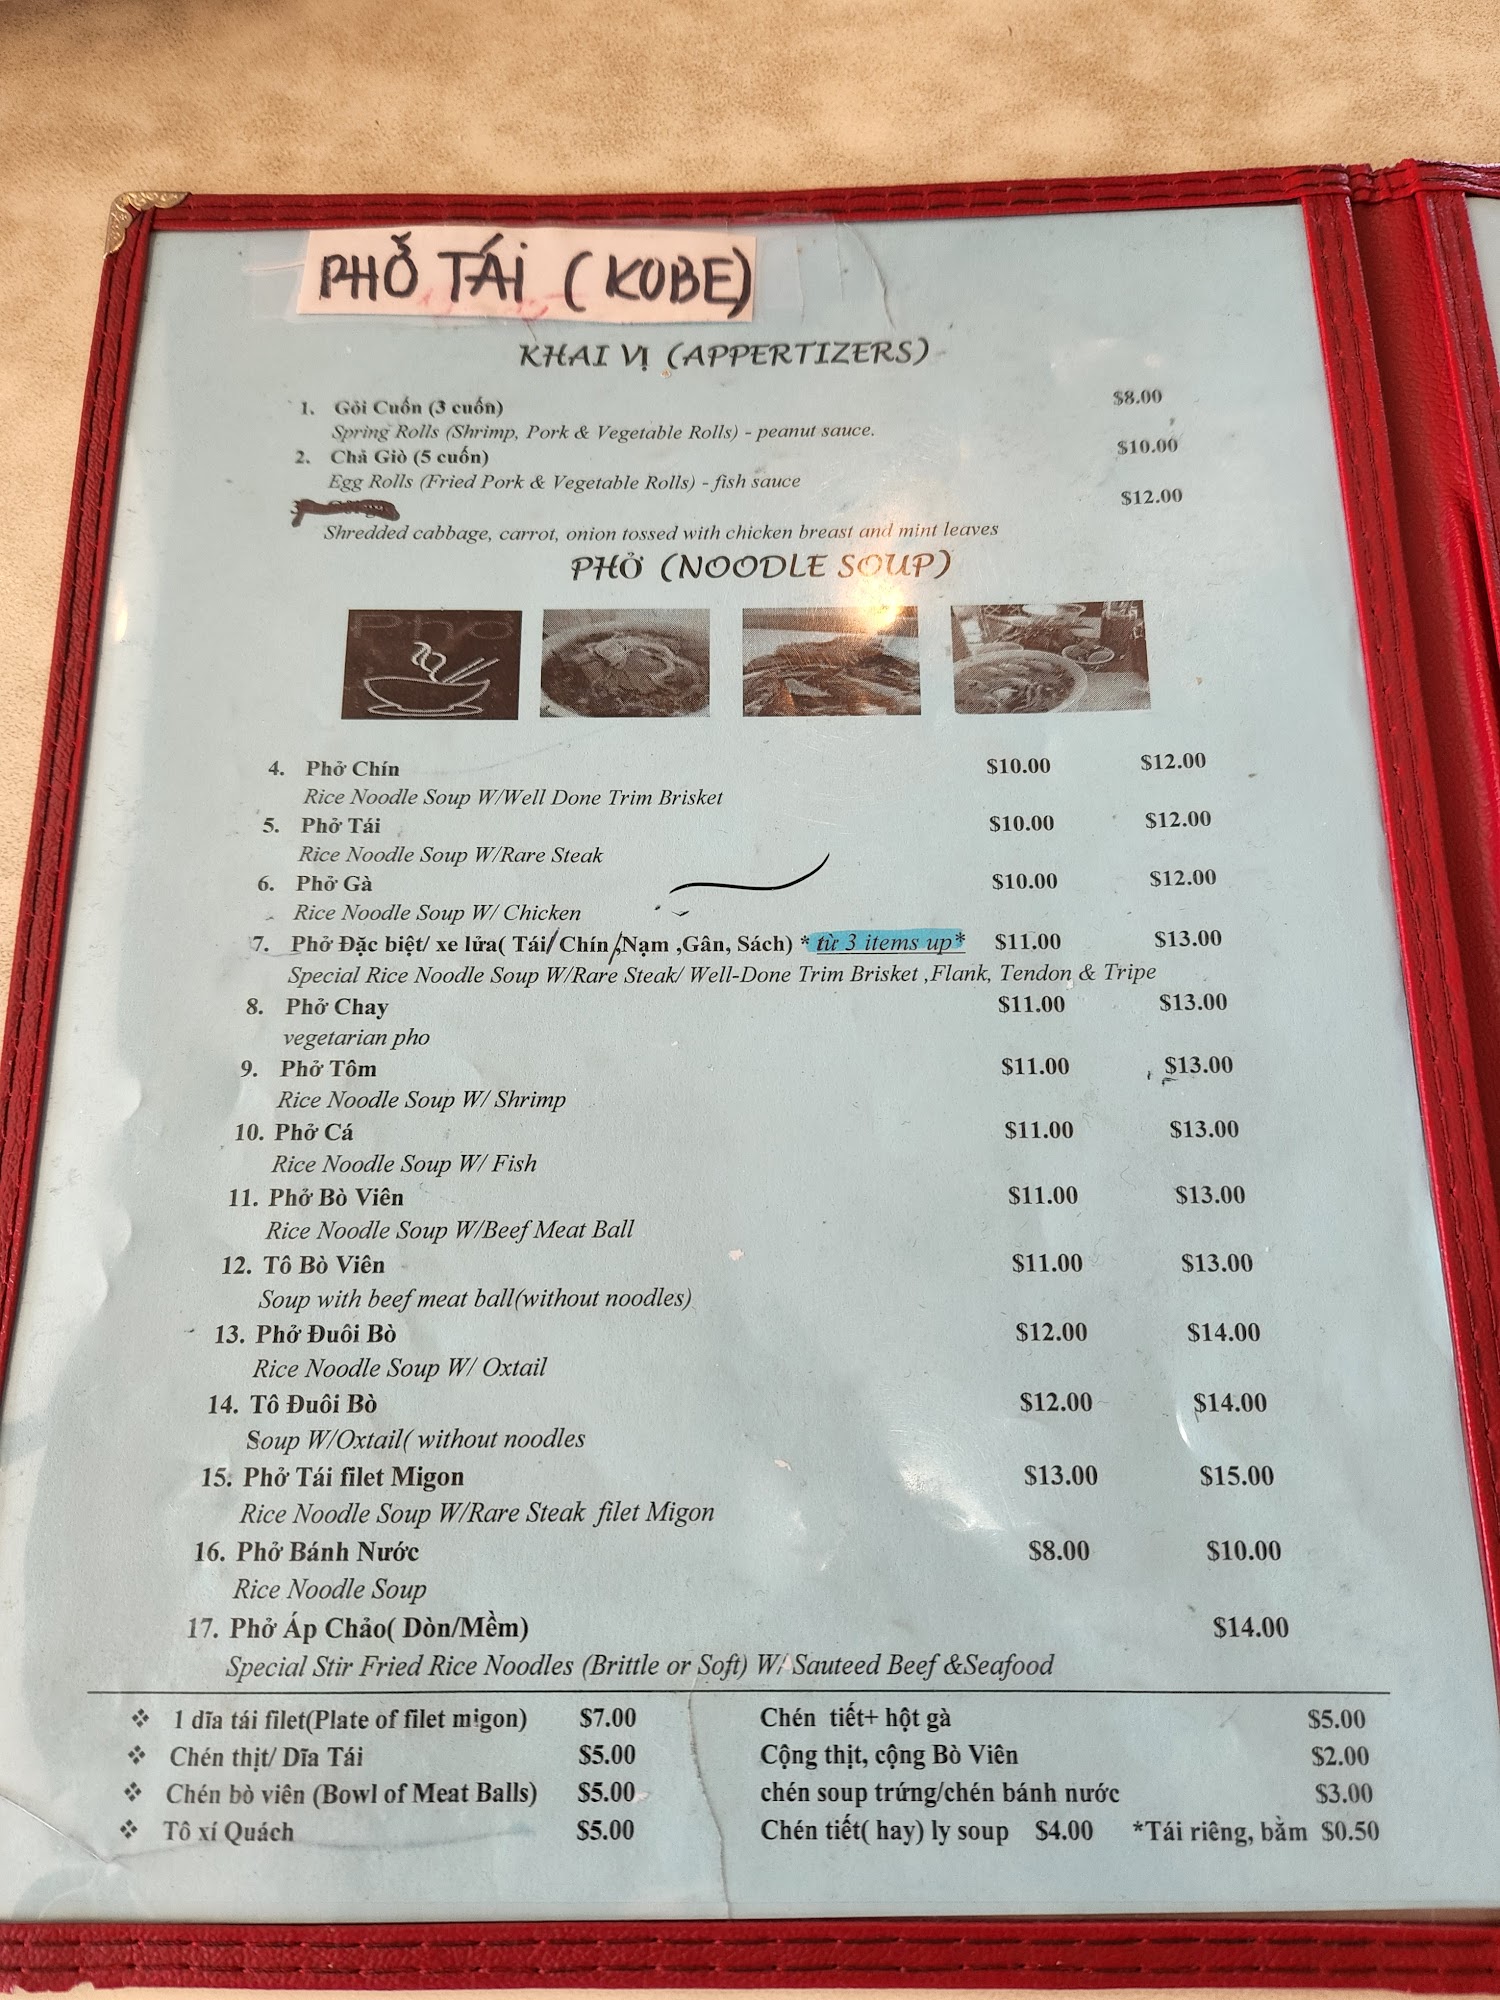 PHỞ TÁI (KOBE)
KHAI VỊ (APPERTIZERS)
1. Gỏi Cuốn (3 cuốn) $8.00
Spring Rolls (Shrimp, Pork & Vegetable Rolls) - peanut sauce.
2. Chả Giò (5 cuốn) $10.00
Egg Rolls (Fried Pork & Vegetable Rolls) - fish sauce
$12.00
Shredded cabbage, carrot, onion tossed with chicken breast and mint leaves
PHỞ (NOODLE SOUP)
Phở
4. Phở Chín $10.00 $12.00
Rice Noodle Soup W/Well Done Trim Brisket
5. Phở Tái $10.00 $12.00
Rice Noodle Soup W/Rare Steak
6. Phở Gà $10.00 $12.00
Rice Noodle Soup W/ Chicken
7. Phở Đặc biệt/ xe lửa( Tái/ Chín ,Nạm ,Gân, Sách) * từ 3 items up* $11.00 $13.00
Special Rice Noodle Soup W/Rare Steak/ Well-Done Trim Brisket ,Flank, Tendon & Tripe
8. Phở Chay $11.00 $13.00
vegetarian pho
9. Phở Tôm $11.00 $13.00
Rice Noodle Soup W/ Shrimp
10. Phở Cá $11.00 $13.00
Rice Noodle Soup W/ Fish
11. Phở Bò Viên $11.00 $13.00
Rice Noodle Soup W/Beef Meat Ball
12. Tô Bò Viên $11.00 $13.00
Soup with beef meat ball(without noodles)
13. Phở Đuôi Bò $12.00 $14.00
Rice Noodle Soup W/ Oxtail
14. Tô Đuôi Bò $12.00 $14.00
Soup W/Oxtail( without noodles
15. Phở Tái filet Migon $13.00 $15.00
Rice Noodle Soup W/Rare Steak filet Migon
16. Phở Bánh Nước $8.00 $10.00
Rice Noodle Soup
17. Phở Áp Chảo( Dòn/Mềm) $14.00
Special Stir Fried Rice Noodles (Brittle or Soft) W/ Sauteed Beef &Seafood
❖ 1 dĩa tái filet(Plate of filet migon) $7.00 Chén tiết+ hột gà $5.00
❖ Chén thịt/ Dĩa Tái $5.00 Cộng thịt, cộng Bò Viên $2.00
❖ Chén bò viên (Bowl of Meat Balls) $5.00 chén soup trứng/chén bánh nước $3.00
❖ Tô xí Quách $5.00 Chén tiết( hay) ly soup $4.00 *Tái riêng, bằm $0.50